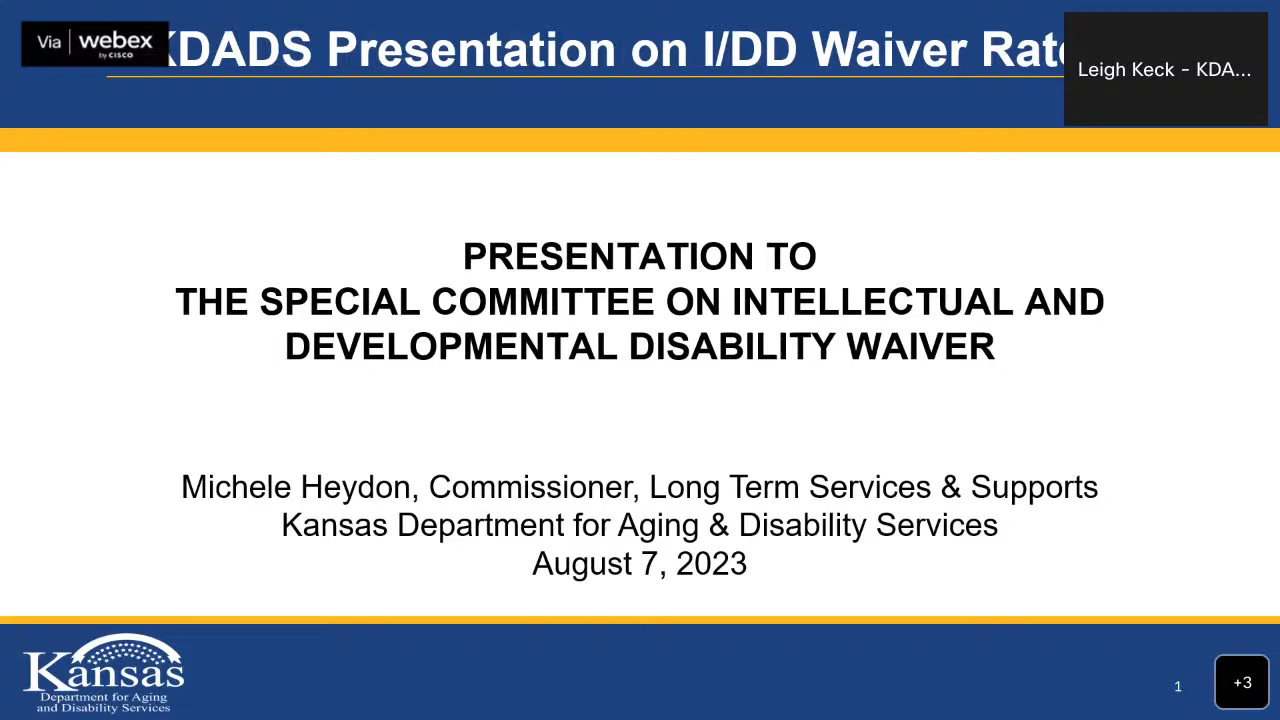 Via webex
by CISCO
KDADS Presentation on I/DD Waiver Rate
Leigh Keck - KDA...
PRESENTATION TO
THE SPECIAL COMMITTEE ON INTELLECTUAL AND
DEVELOPMENTAL DISABILITY WAIVER
Michele Heydon, Commissioner, Long Term Services & Supports
Kansas Department for Aging & Disability Services
August 7, 2023
Kansas
Department for Aging
and Disability Services
1
+3